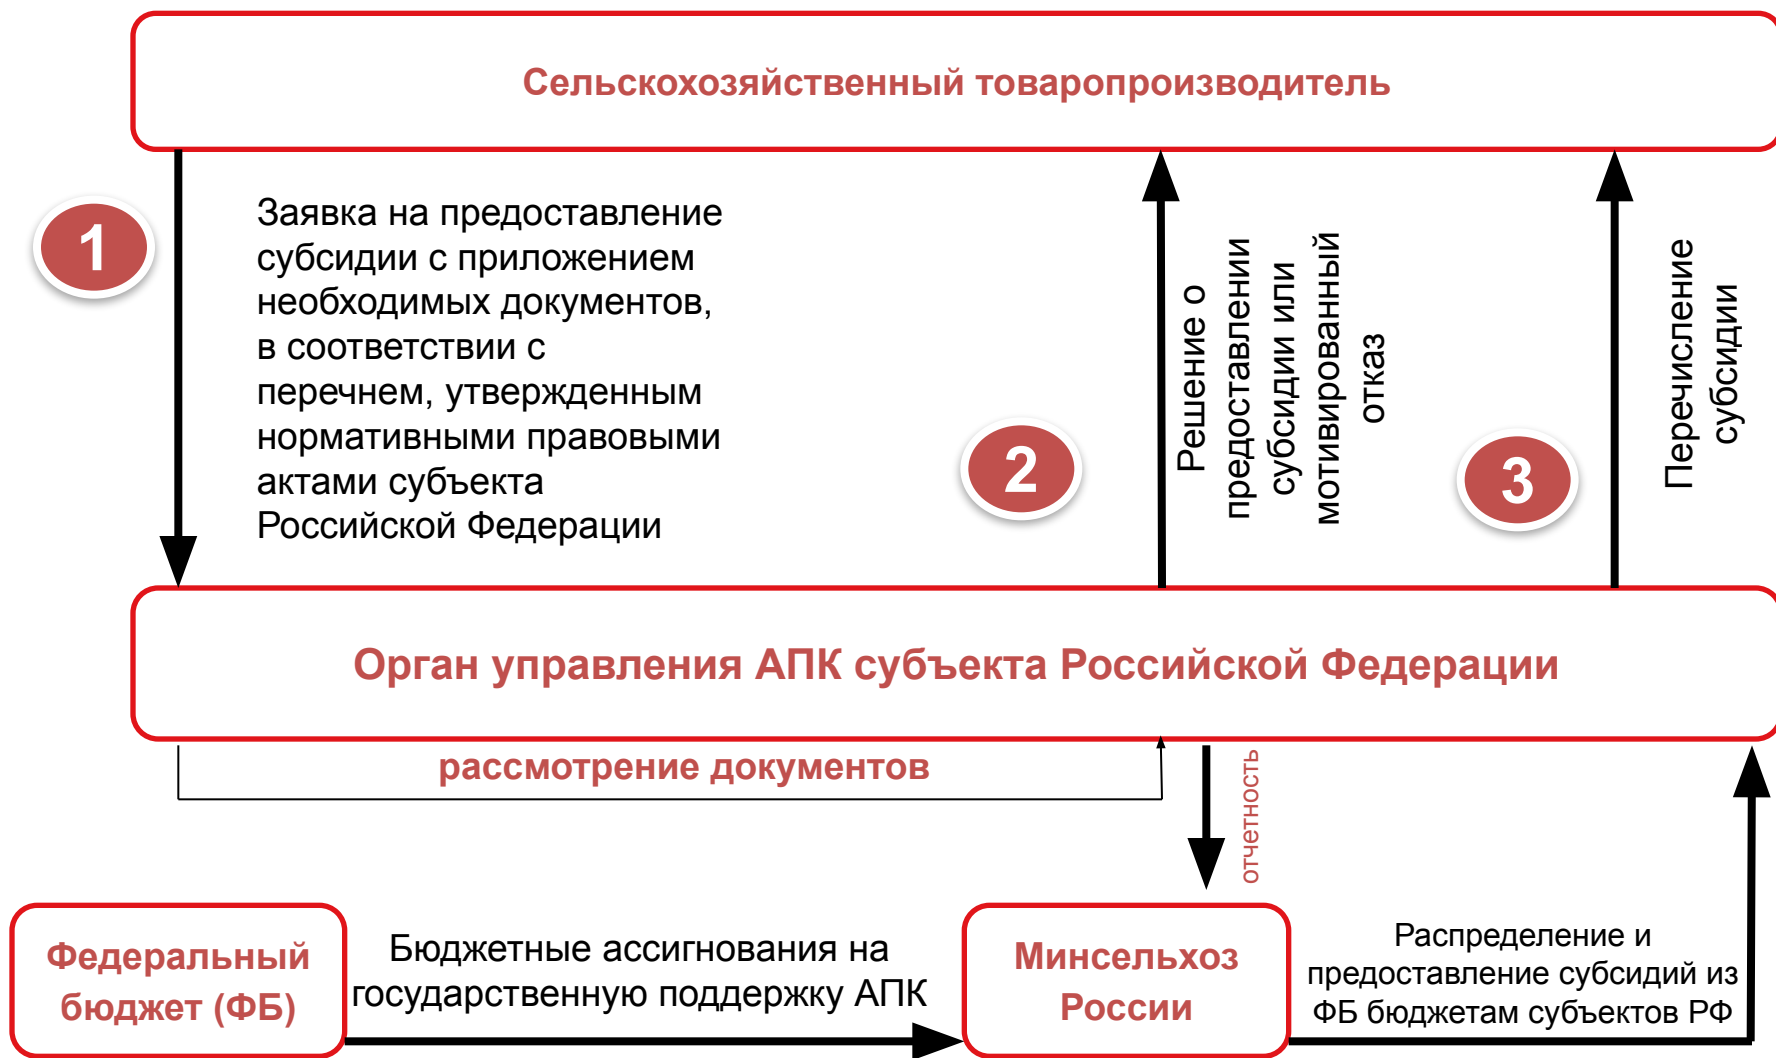 Сельскохозяйственный товаропроизводитель
1
Заявка на предоставление
субсидии с приложением
необходимых документов,
в соответствии с
перечнем, утвержденным
нормативными правовыми
актами субъекта
Российской Федерации
2
Решение о
предоставлении
субсидии или
мотивированный
отказ
3
Перечисление
субсидии
Орган управления АПК субъекта Российской Федерации
рассмотрение документов
отчетность
Федеральный
бюджет (ФБ)
Бюджетные ассигнования на
государственную поддержку АПК
Минсельхоз
России
Распределение и
предоставление субсидий из
ФБ бюджетам субъектов РФ